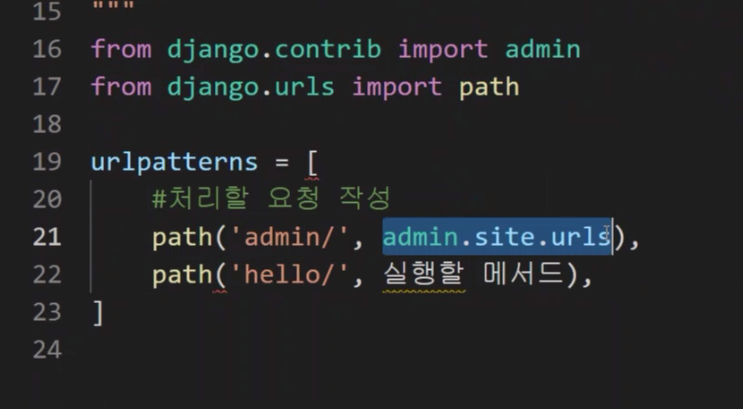 15 """
16 from django.contrib import admin
17 from django.urls import path
18
19 urlpatterns = [
20 #처리할 요청 작성
21 path('admin/', admin.site.urls),
22 path('hello/', 실행할 메서드),
23 ]
24